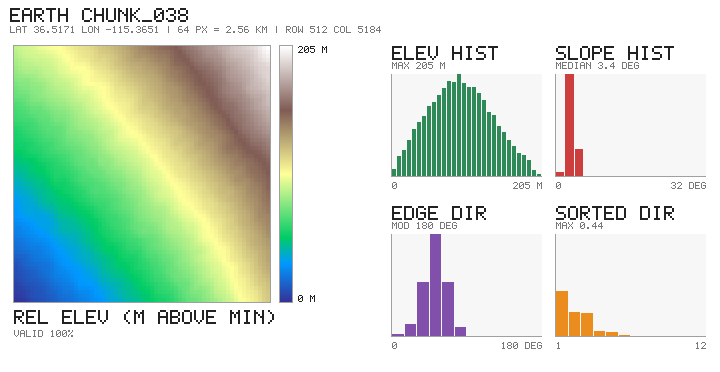 EARTH CHUNK_038
LAT 36.5171 LON -115.3651 | 64 PX = 2.56 KM | ROW 512 COL 5184
205 M
0 M
REL ELEV (M ABOVE MIN)
VALID 100%
ELEV HIST
MAX 205 M
0 205 M
SLOPE HIST
MEDIAN 3.4 DEG
0 32 DEG
EDGE DIR
MOD 180 DEG
0 180 DEG
SORTED DIR
MAX 0.44
1 12